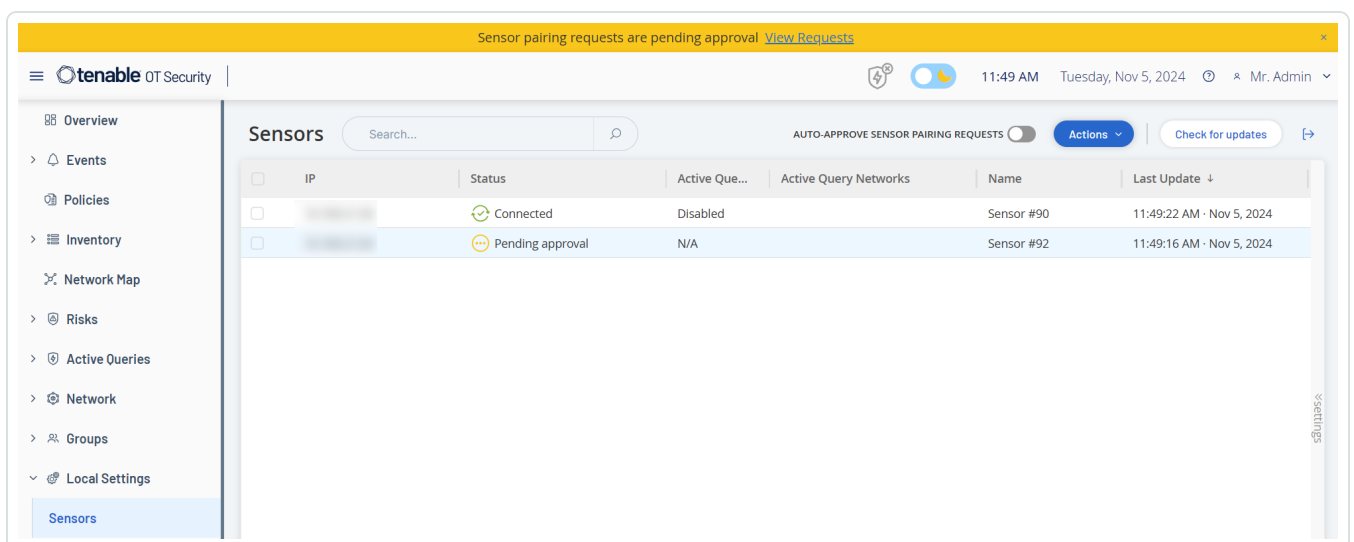 Sensor pairing requests are pending approval View Requests ×
tenable OT Security 11:49 AM Tuesday, Nov 5, 2024 Mr. Admin
Overview
Events
Policies
Inventory
Network Map
Risks
Active Queries
Network
Groups
Local Settings
Sensors
Sensors Search... AUTO-APPROVE SENSOR PAIRING REQUESTS Actions Check for updates
IP Status Active Que... Active Query Networks Name Last Update ↓
Connected Disabled Sensor #90 11:49:22 AM · Nov 5, 2024
Pending approval N/A Sensor #92 11:49:16 AM · Nov 5, 2024
«settings